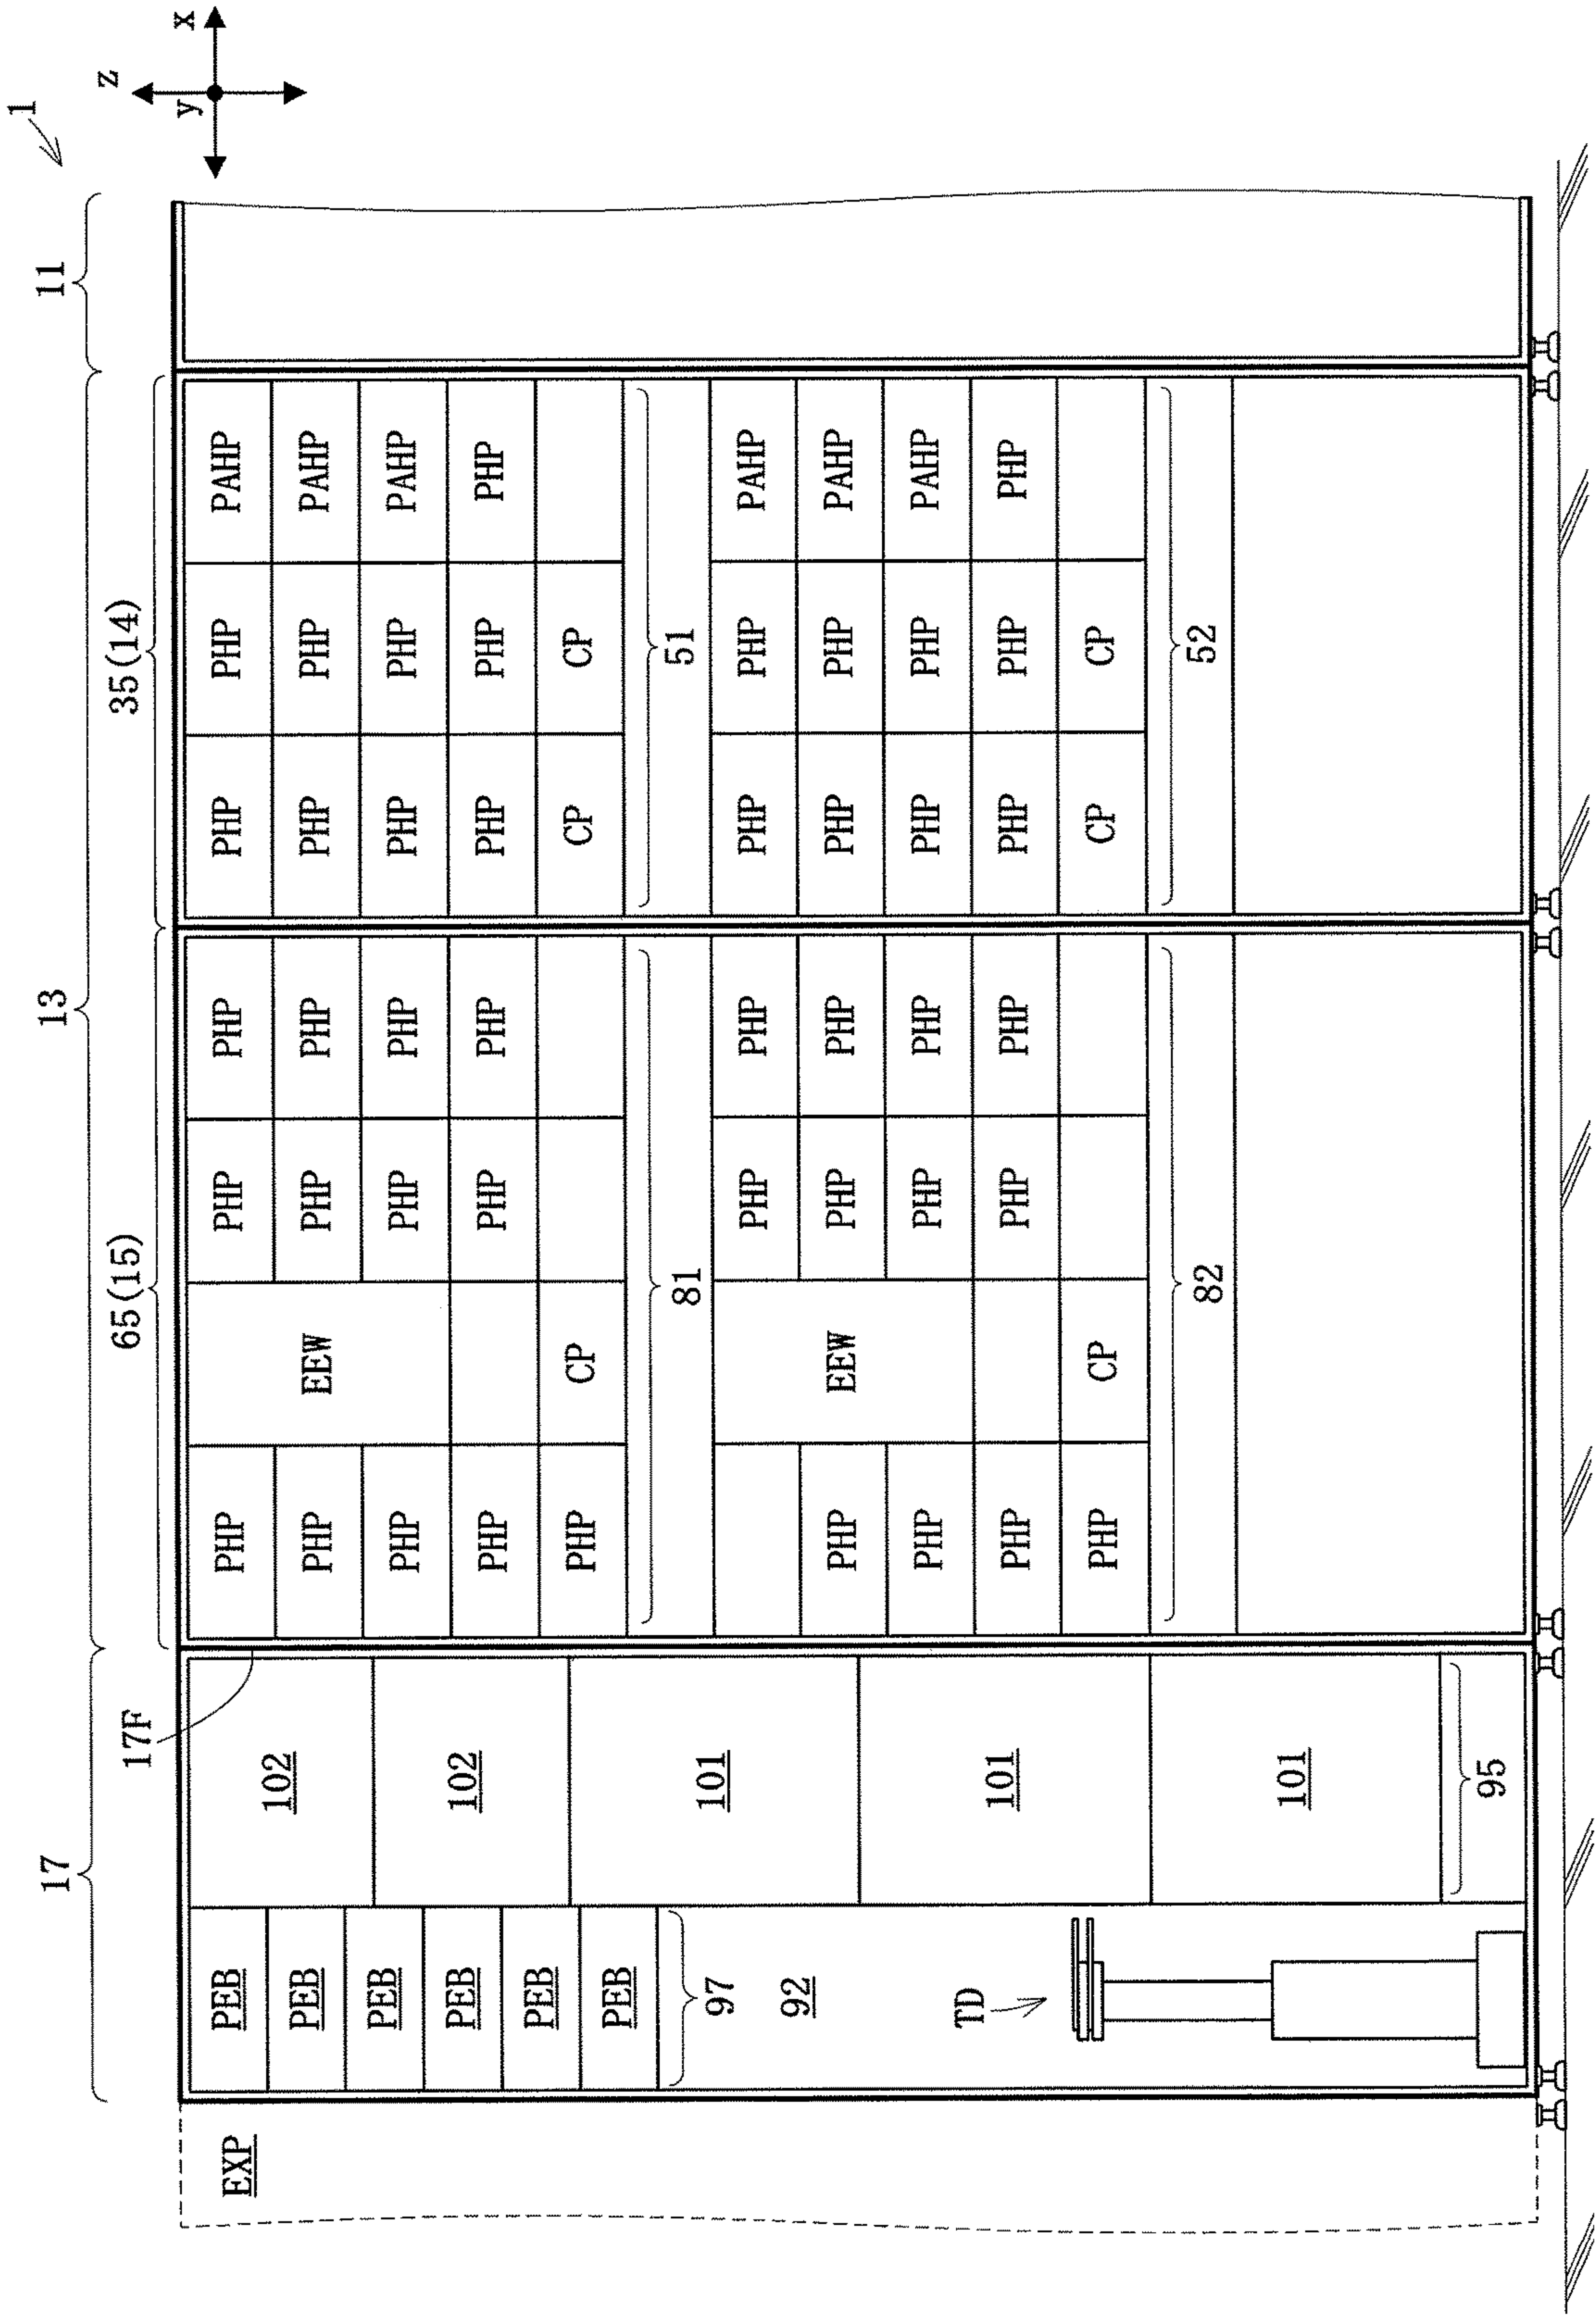 1
17 13 11
z
x
y
17F 65(15) 35(14)
EXP PEB PHP PHP PHP PHP PHP PAHP
PEB 102 PHP EEW PHP PHP PHP PHP PAHP
PEB PHP PHP PHP PHP PHP PAHP
PEB 102 PHP PHP PHP PHP PHP PHP
PEB PHP CP CP CP
PEB
81 51
97 101
PHP PHP PHP PHP PAHP
92
PHP EEW PHP PHP PHP PHP PAHP
PHP PHP PHP PHP PHP PAHP
TD 101 PHP PHP PHP PHP PHP PHP
PHP CP CP CP
82 52
101
95